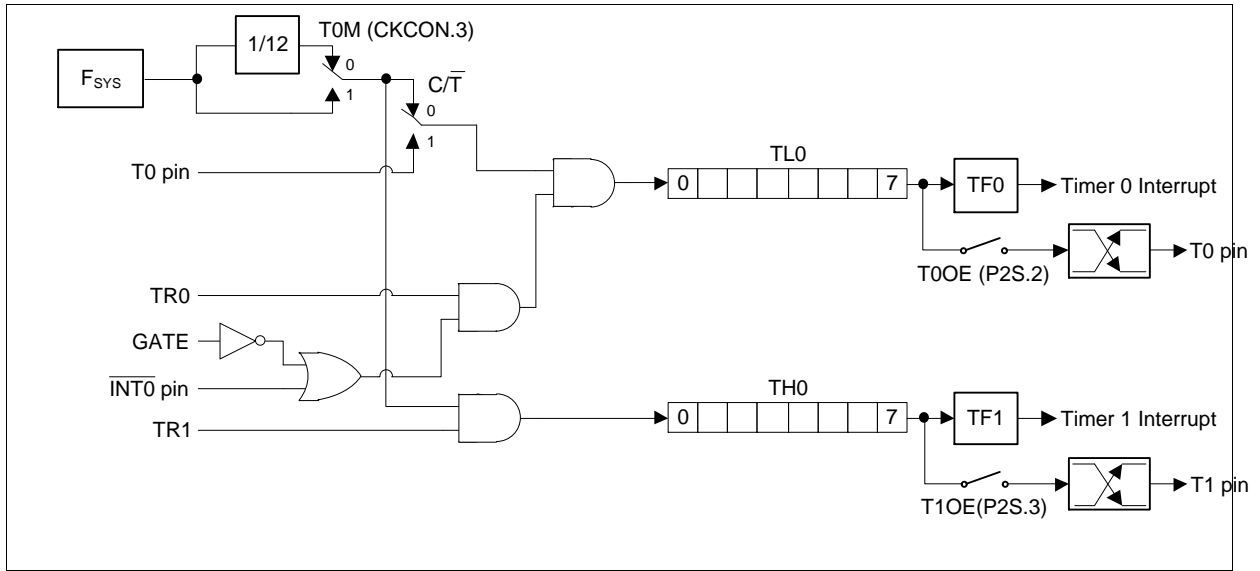 T0M (CKCON.3)
1/12
F_SYS
0
1
C/T̅
0
1
T0 pin
TL0
0 7
TF0
Timer 0 Interrupt
T0OE (P2S.2)
T0 pin
TR0
GATE
I̅N̅T̅0̅ pin
TR1
TH0
0 7
TF1
Timer 1 Interrupt
T1OE(P2S.3)
T1 pin